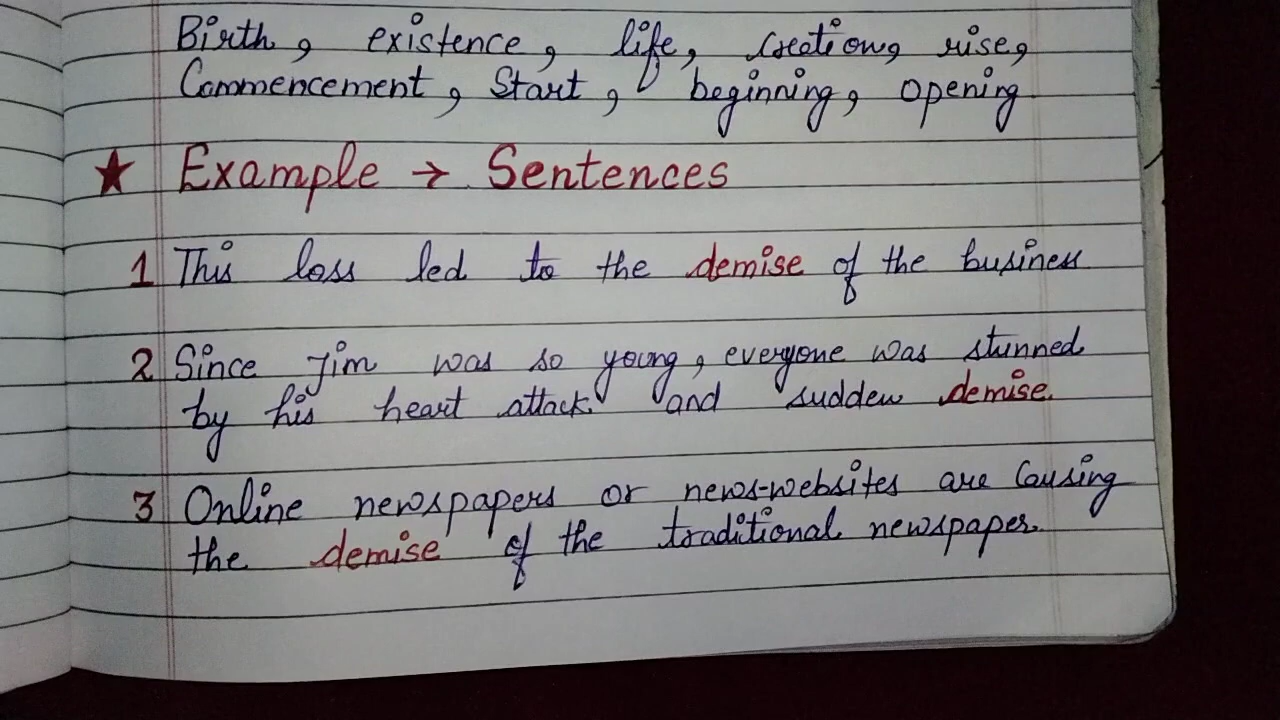 Birth, existence, life, creation, rise,
Commencement, Start, beginning, opening
★ Example → Sentences
1 This loss led to the demise of the business
2 Since Jim was so young, everyone was stunned
by his heart attack and sudden demise.
3 Online newspapers or news-websites are Causing
the demise of the traditional newspaper.